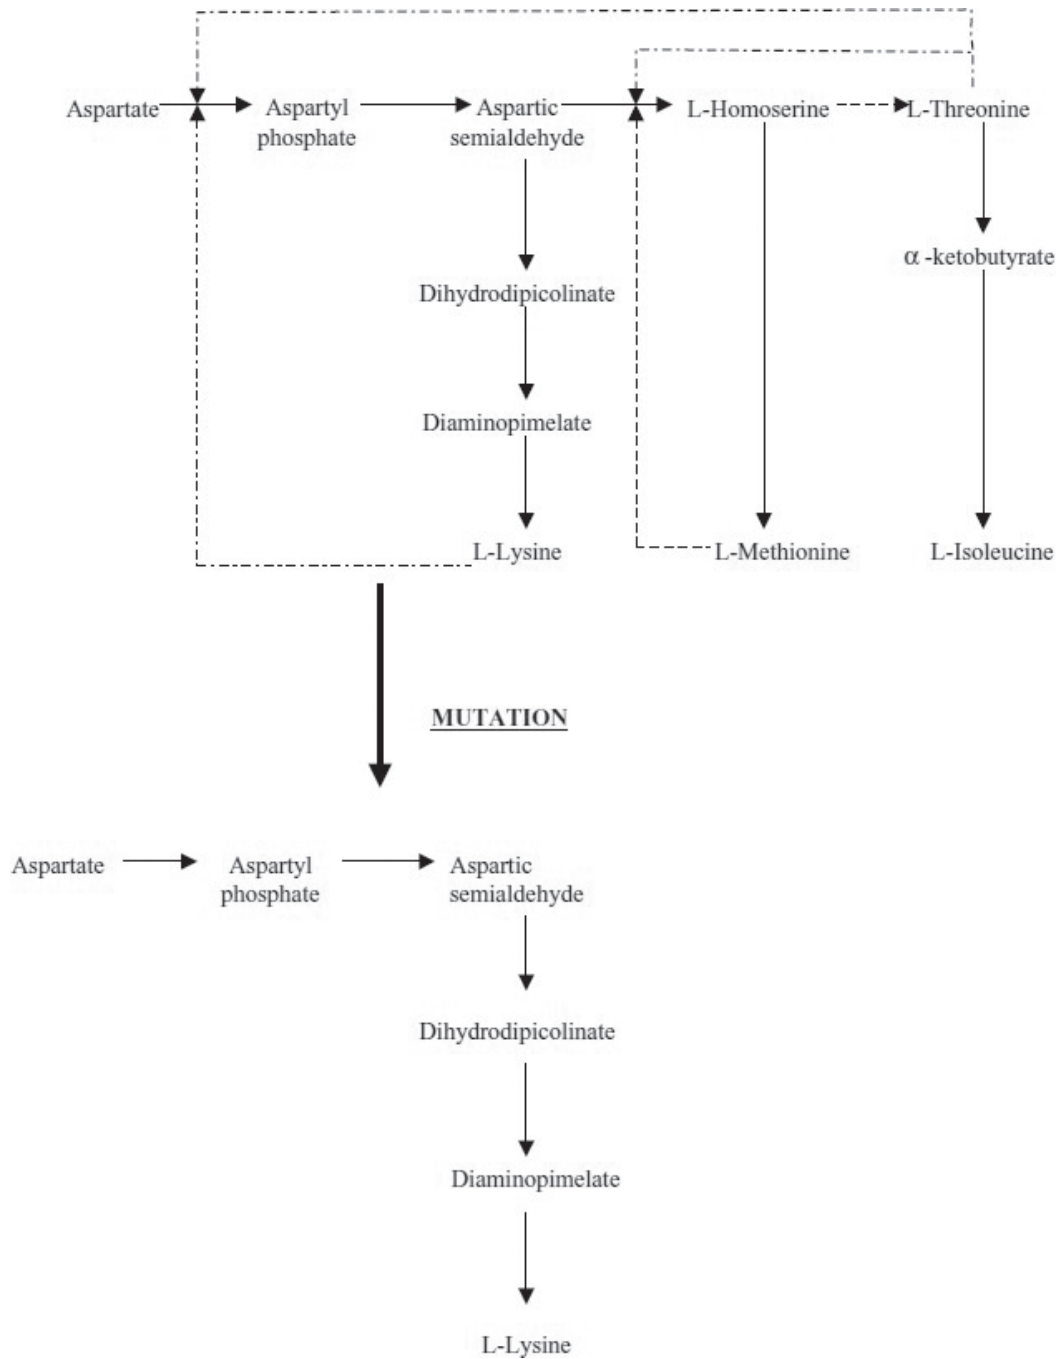 Aspartate
Aspartyl
phosphate
Aspartic
semialdehyde
L-Homoserine
L-Threonine
α-ketobutyrate
Dihydrodipicolinate
Diaminopimelate
L-Lysine
L-Methionine
L-Isoleucine
MUTATION
Aspartate
Aspartyl
phosphate
Aspartic
semialdehyde
Dihydrodipicolinate
Diaminopimelate
L-Lysine